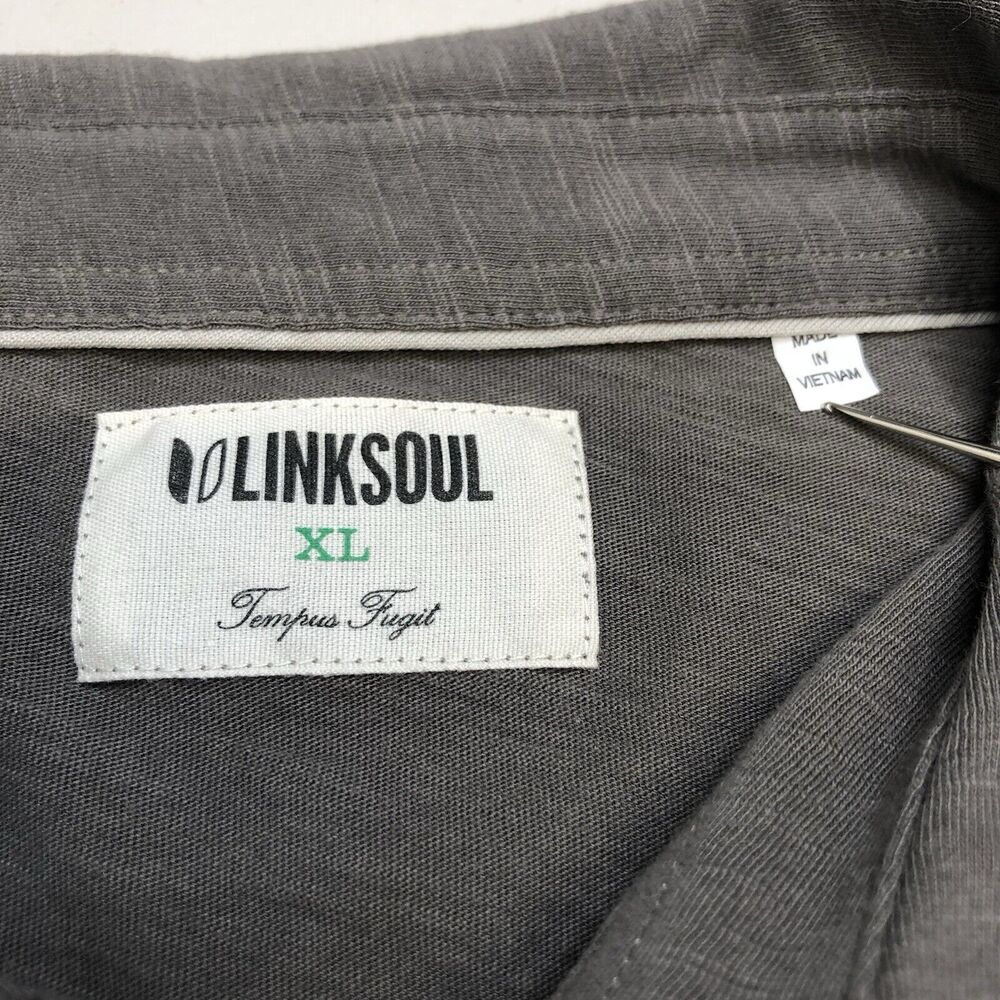 LINKSOUL
XL
Tempus Fugit
MADE
IN
VIETNAM